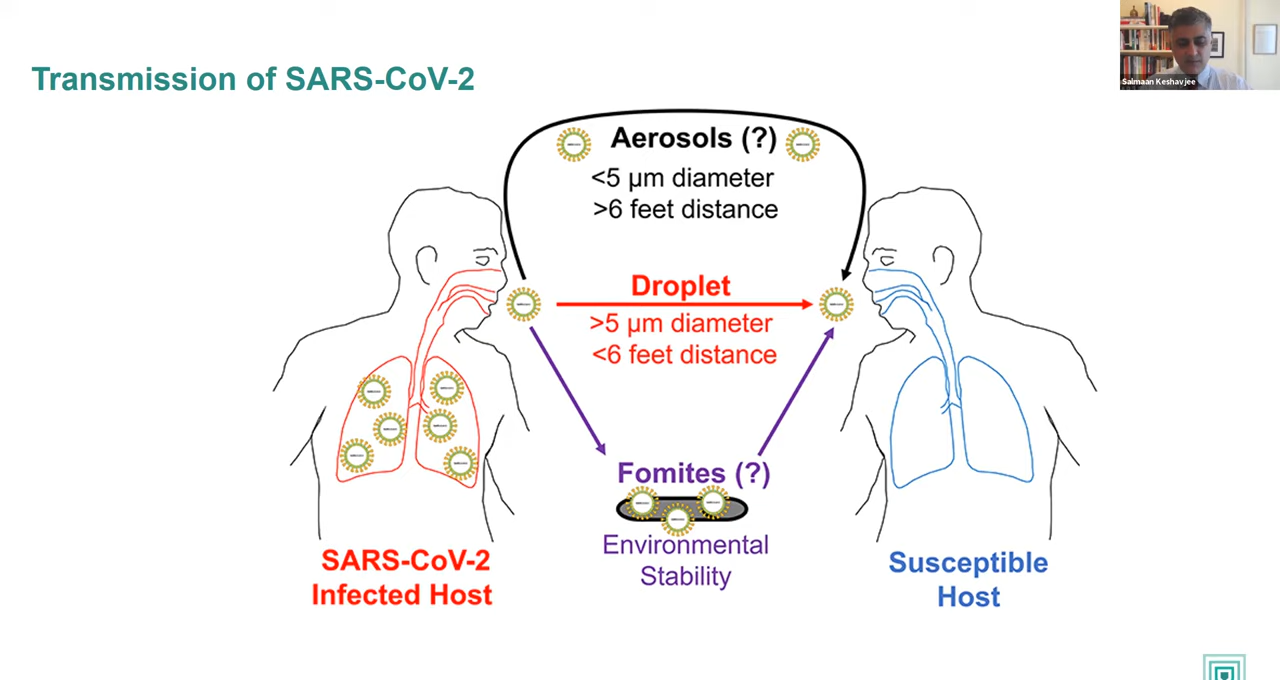 Transmission of SARS-CoV-2
Salmaan Keshavjee
Aerosols (?)
<5 µm diameter
>6 feet distance
Droplet
>5 µm diameter
<6 feet distance
Fomites (?)
Environmental
Stability
SARS-CoV-2
Infected Host
Susceptible
Host